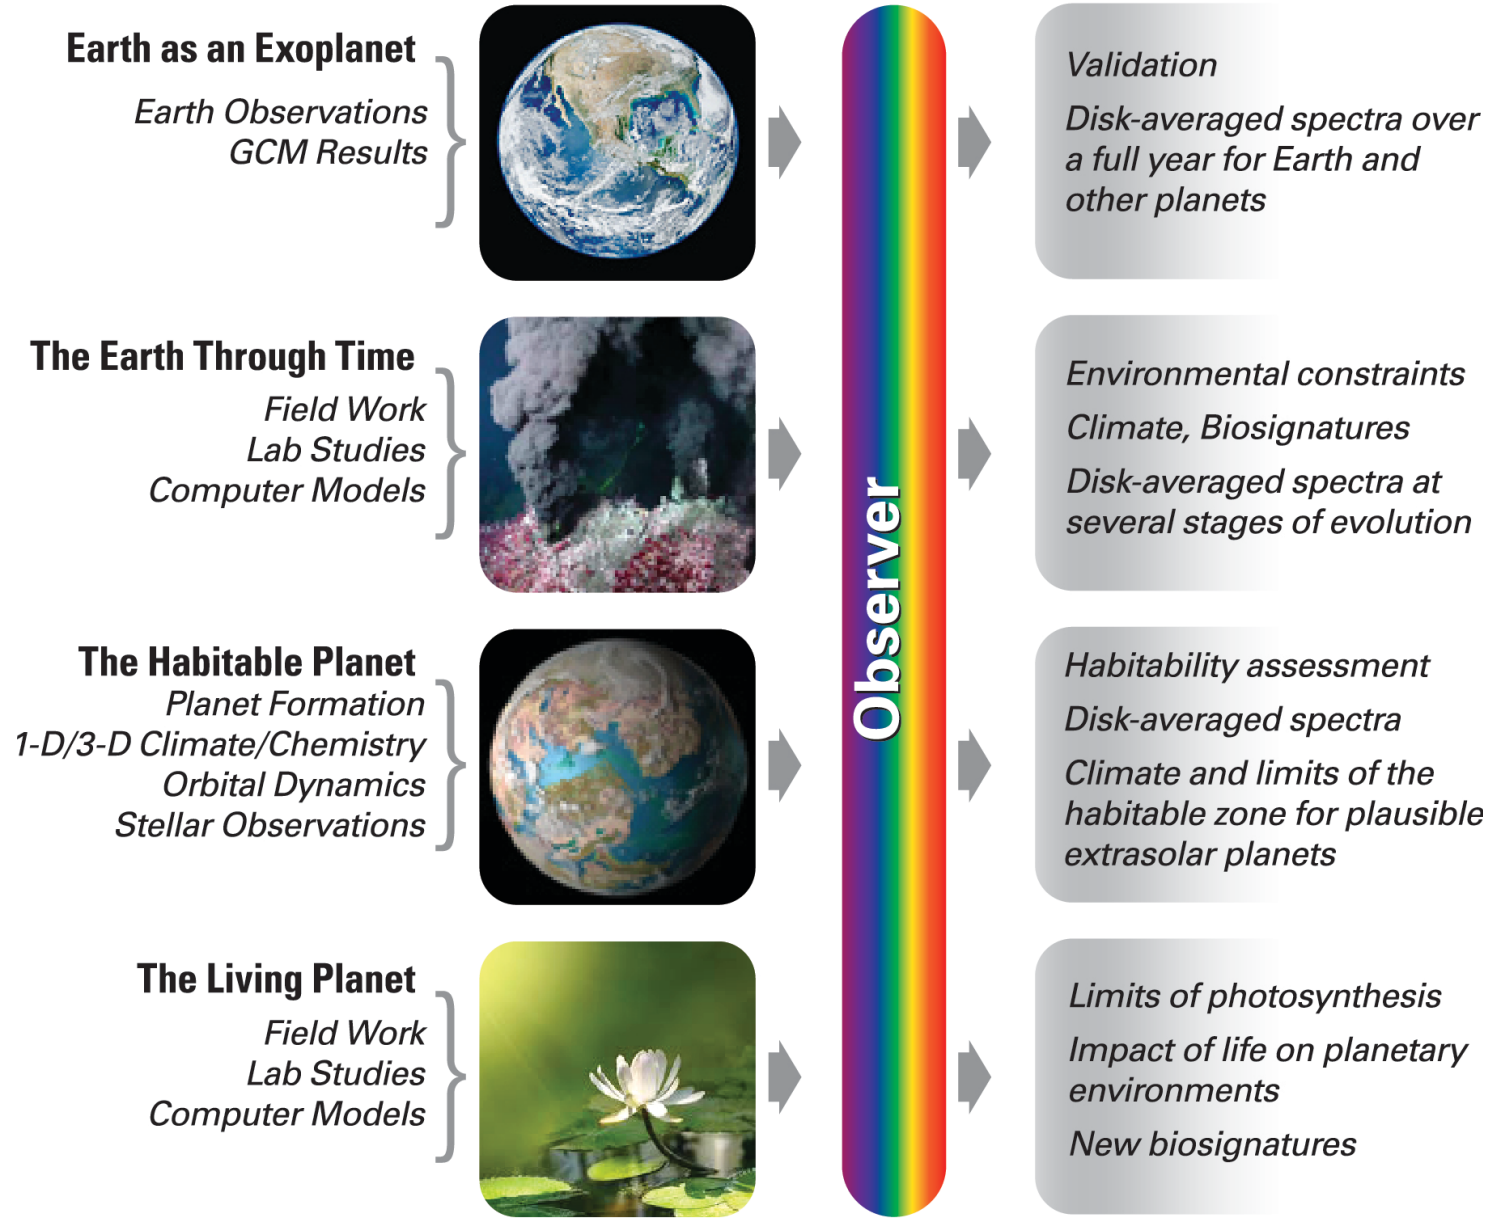 Earth as an Exoplanet
Earth Observations
GCM Results
Validation
Disk-averaged spectra over
a full year for Earth and
other planets
The Earth Through Time
Field Work
Lab Studies
Computer Models
Environmental constraints
Climate, Biosignatures
Disk-averaged spectra at
several stages of evolution
Observer
The Habitable Planet
Planet Formation
1-D/3-D Climate/Chemistry
Orbital Dynamics
Stellar Observations
Habitability assessment
Disk-averaged spectra
Climate and limits of the
habitable zone for plausible
extrasolar planets
The Living Planet
Field Work
Lab Studies
Computer Models
Limits of photosynthesis
Impact of life on planetary
environments
New biosignatures